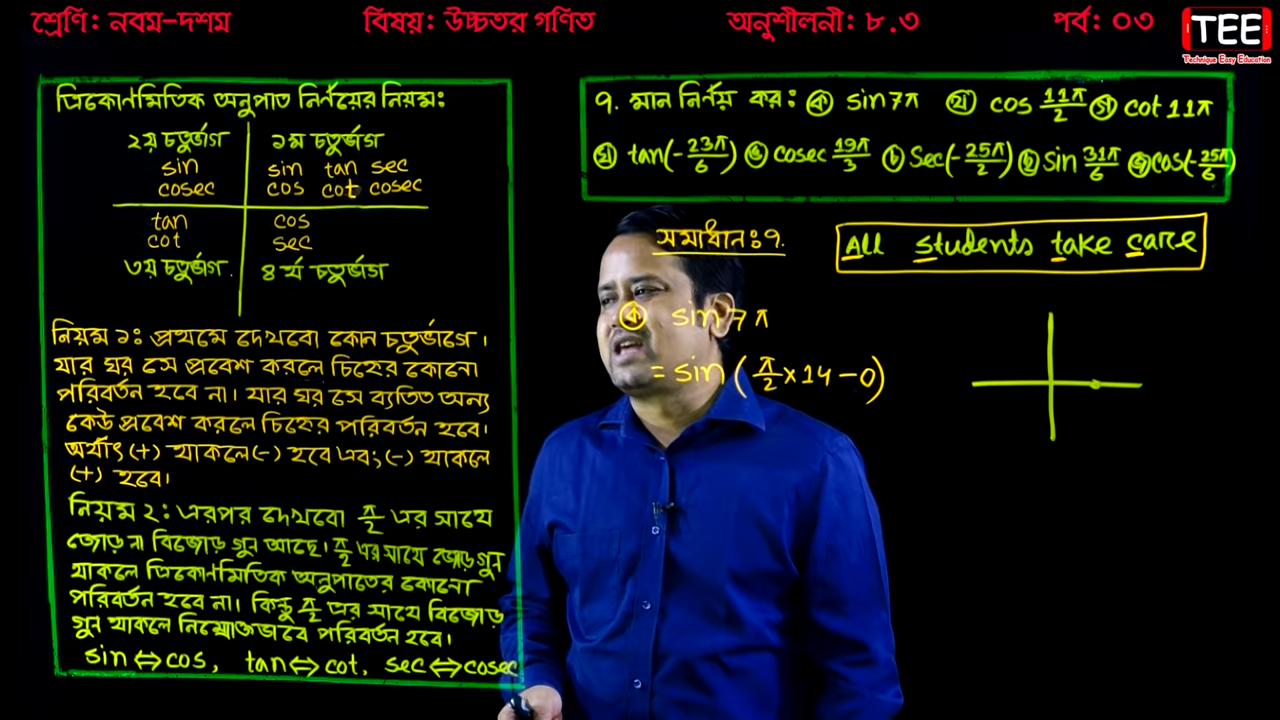 শ্রেণি: নবম-দশম বিষয়: উচ্চতর গণিত অনুশীলনী: ৮.৩ পর্ব: ০৩
TEE
Technique Easy Education
ত্রিকোণমিতিক অনুপাত নির্ণয়ের নিয়ম:
২য় চতুর্ভাগ ১ম চতুর্ভাগ
sin sin tan sec
cosec cos cot cosec
tan cos
cot sec
৩য় চতুর্ভাগ. ৪র্থ চতুর্ভাগ
নিয়ম ১: প্রথমে দেখবো কোন চতুর্ভাগে।
যার ঘর সে প্রবেশ করলে চিহ্নের কোনো
পরিবর্তন হবে না। যার ঘর সে ব্যতিত অন্য
কেউ প্রবেশ করলে চিহ্নের পরিবর্তন হবে।
অর্থাৎ (+) থাকলে (-) হবে এবং (-) থাকলে
(+) হবে।
নিয়ম ২: এরপর দেখবো π/2 এর সাথে
জোড় না বিজোড় গুন আছে। π/2 এর সাথে জোড় গুন
থাকলে ত্রিকোণমিতিক অনুপাতের কোনো
পরিবর্তন হবে না। কিন্তু π/2 এর সাথে বিজোড়
গুন থাকলে নিম্মোক্তভাবে পরিবর্তন হবে।
sin⇔cos, tan⇔cot, sec⇔cosec
৭. মান নির্ণয় কর: ক sin 7π খ cos 11π/2 গ cot 11π
ঘ tan(-23π/6) ঙ cosec 19π/3 চ Sec(-25π/2) ছ sin 31π/6 জ cos(-25π/6)
সমাধান: ৭.
All students take care
ক sin 7π
= sin (π/2 × 14 - 0)